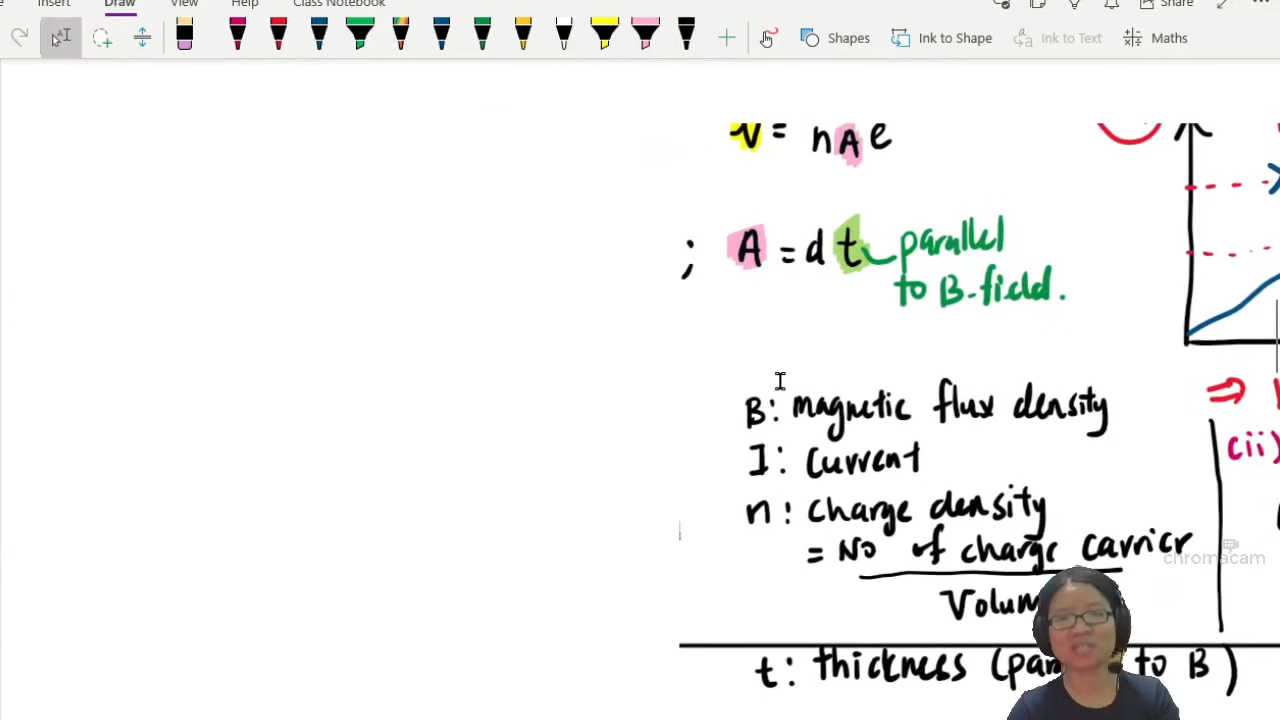 Insert Draw View Help Class Notebook Share
Shapes Ink to Shape Ink to Text Maths
v = nAe
; A = d t parallel
to B-field.
B: magnetic flux density
I: Current
(ii)
n: charge density
= No of charge carrier
chromacam
t: thickness to B)